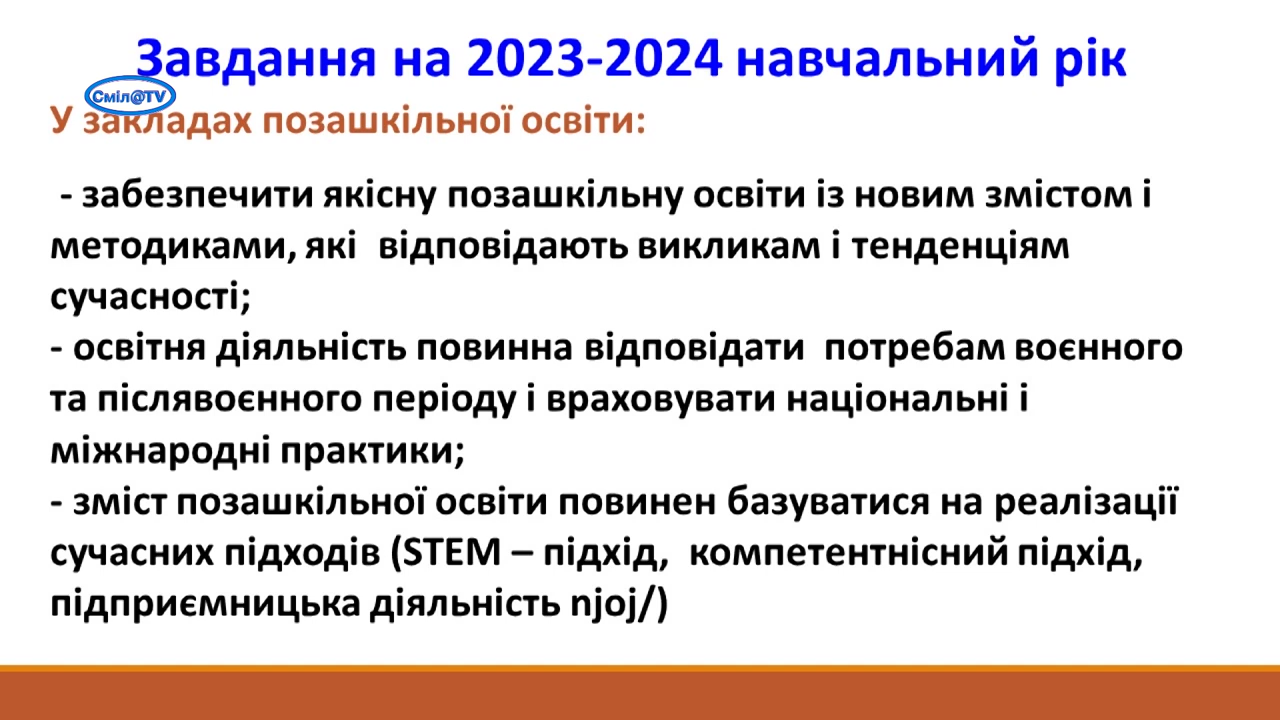 Завдання на 2023-2024 навчальний рік
Сміл@TV
У закладах позашкільної освіти:
- забезпечити якісну позашкільну освіти із новим змістом і
методиками, які відповідають викликам і тенденціям
сучасності;
- освітня діяльність повинна відповідати потребам воєнного
та післявоєнного періоду і враховувати національні і
міжнародні практики;
- зміст позашкільної освіти повинен базуватися на реалізації
сучасних підходів (STEM – підхід, компетентнісний підхід,
підприємницька діяльність njoj/)